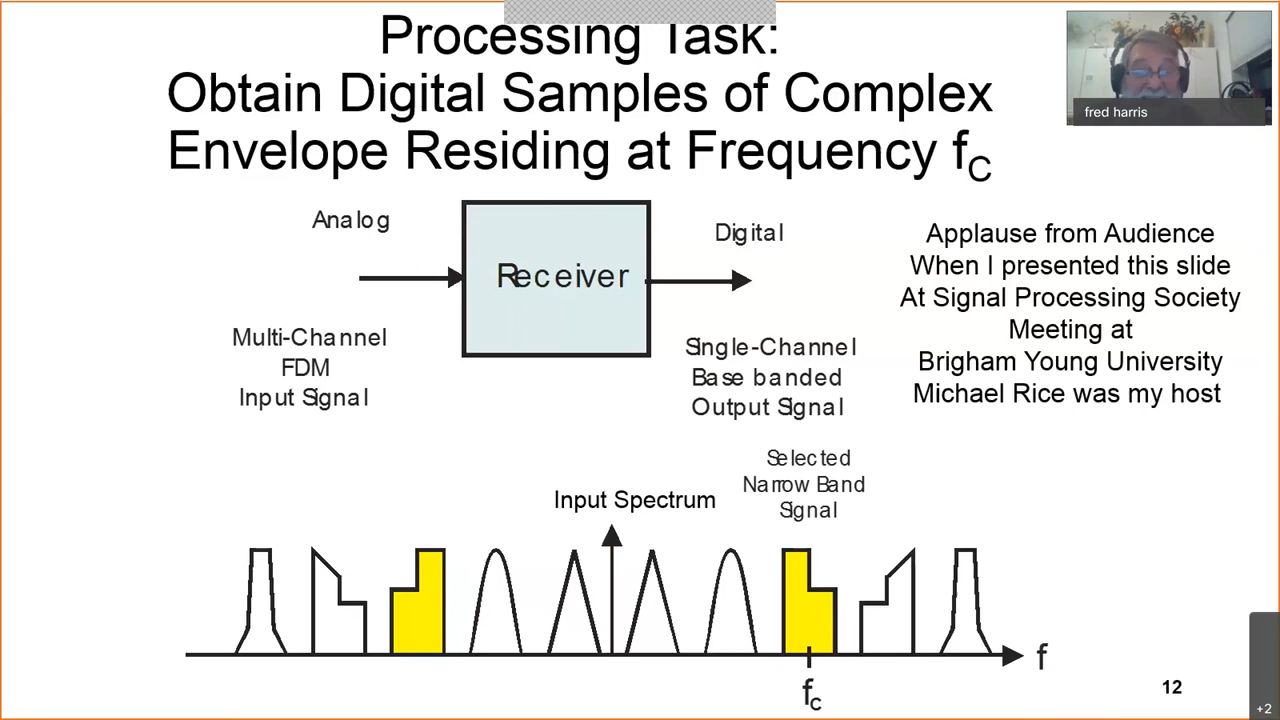 Processing Task:
Obtain Digital Samples of Complex
Envelope Residing at Frequency fC
fred harris
Analog
Receiver
Digital
Multi-Channel
FDM
Input Signal
Single-Channel
Base banded
Output Signal
Applause from Audience
When I presented this slide
At Signal Processing Society
Meeting at
Brigham Young University
Michael Rice was my host
Selected
Narrow Band
Signal
Input Spectrum
f
fc
12
+2